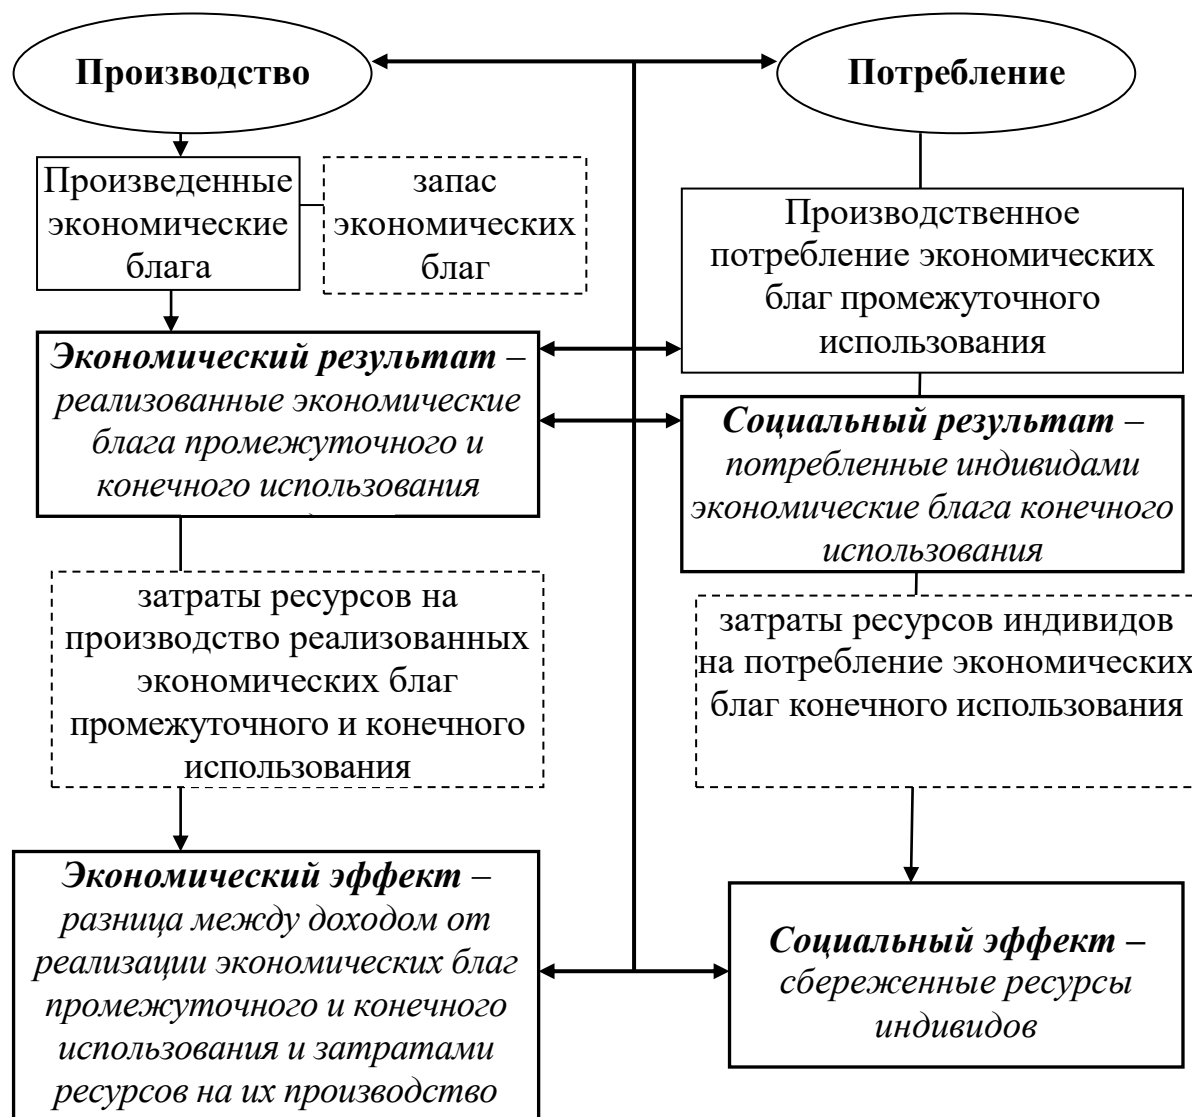 Производство
Потребление
Произведенные
экономические
блага
запас
экономических
благ
Производственное
потребление экономических
благ промежуточного
использования
Экономический результат –
реализованные экономические
блага промежуточного и
конечного использования
Социальный результат –
потребленные индивидами
экономические блага конечного
использования
затраты ресурсов на
производство реализованных
экономических благ
промежуточного и конечного
использования
затраты ресурсов индивидов
на потребление экономических
благ конечного использования
Экономический эффект –
разница между доходом от
реализации экономических благ
промежуточного и конечного
использования и затратами
ресурсов на их производство
Социальный эффект –
сбереженные ресурсы
индивидов